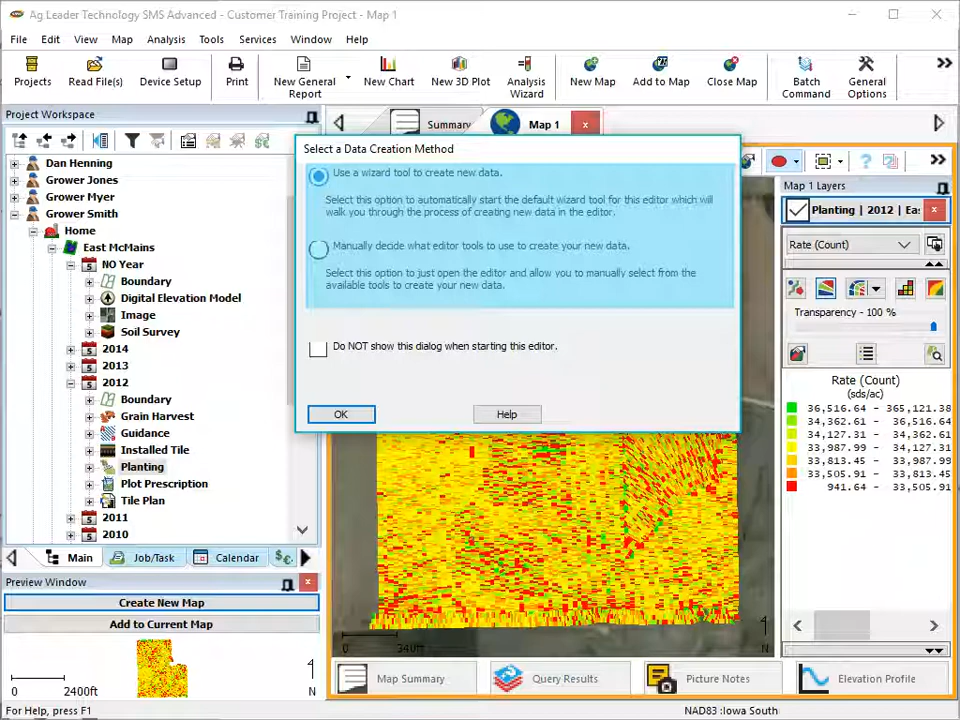 Ag Leader Technology SMS Advanced - Customer Training Project - Map 1
File Edit View Map Analysis Tools Services Window Help
Projects Read File(s) Device Setup Print New General Report New Chart New 3D Plot Analysis Wizard New Map Add to Map Close Map Batch Command General Options
Project Workspace
Summary
Map 1 x
Dan Henning
Grower Jones
Grower Myer
Grower Smith
Home
East McMains
5 NO Year
Boundary
Digital Elevation Model
Image
Soil Survey
5 2014
5 2013
5 2012
Boundary
Grain Harvest
Guidance
Installed Tile
Planting
Plot Prescription
Tile Plan
5 2011
5 2010
Main Job/Task 5 Calendar $€
Preview Window x
Create New Map
Add to Current Map
2400ft
N
Select a Data Creation Method
Use a wizard tool to create new data.
Select this option to automatically start the default wizard tool for this editor which will
walk you through the process of creating new data in the editor.
Manually decide what editor tools to use to create your new data.
Select this option to just open the editor and allow you to manually select from the
available tools to create your new data.
Do NOT show this dialog when starting this editor.
OK Help
340ft
N
Map 1 Layers
Planting | 2012 | Eas x
Rate (Count)
Transparency - 100 %
Rate (Count)
(sds/ac)
36,516.64 - 365,121.38
34,362.61 - 36,516.64
34,127.31 - 34,362.61
33,987.99 - 34,127.31
33,813.45 - 33,987.99
33,505.91 - 33,813.45
941.64 - 33,505.91
Map Summary Query Results Picture Notes Elevation Profile
For Help, press F1
NAD83 :Iowa South